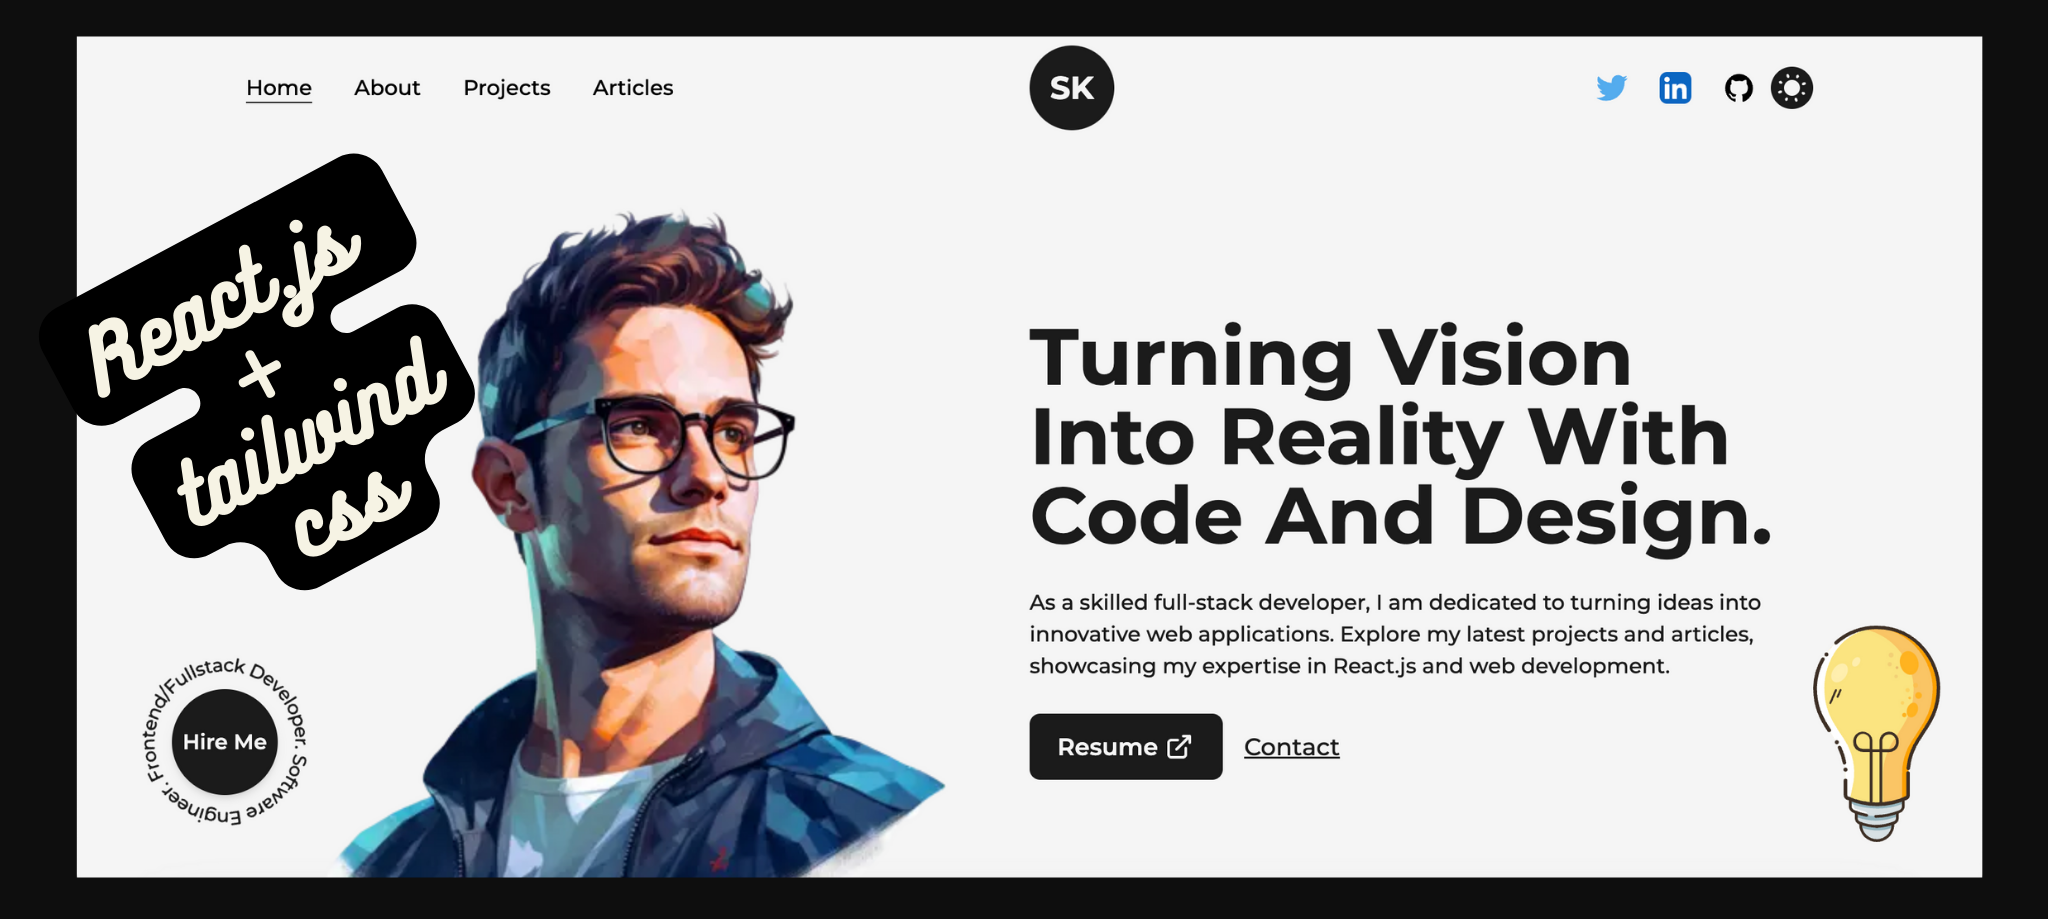 Home About Projects Articles
SK
in
React.js
+
tailwind
css
Turning Vision
Into Reality With
Code And Design.
As a skilled full-stack developer, I am dedicated to turning ideas into
innovative web applications. Explore my latest projects and articles,
showcasing my expertise in React.js and web development.
Resume Contact
Frontend/Fullstack Developer. Software Engineer.
Hire Me